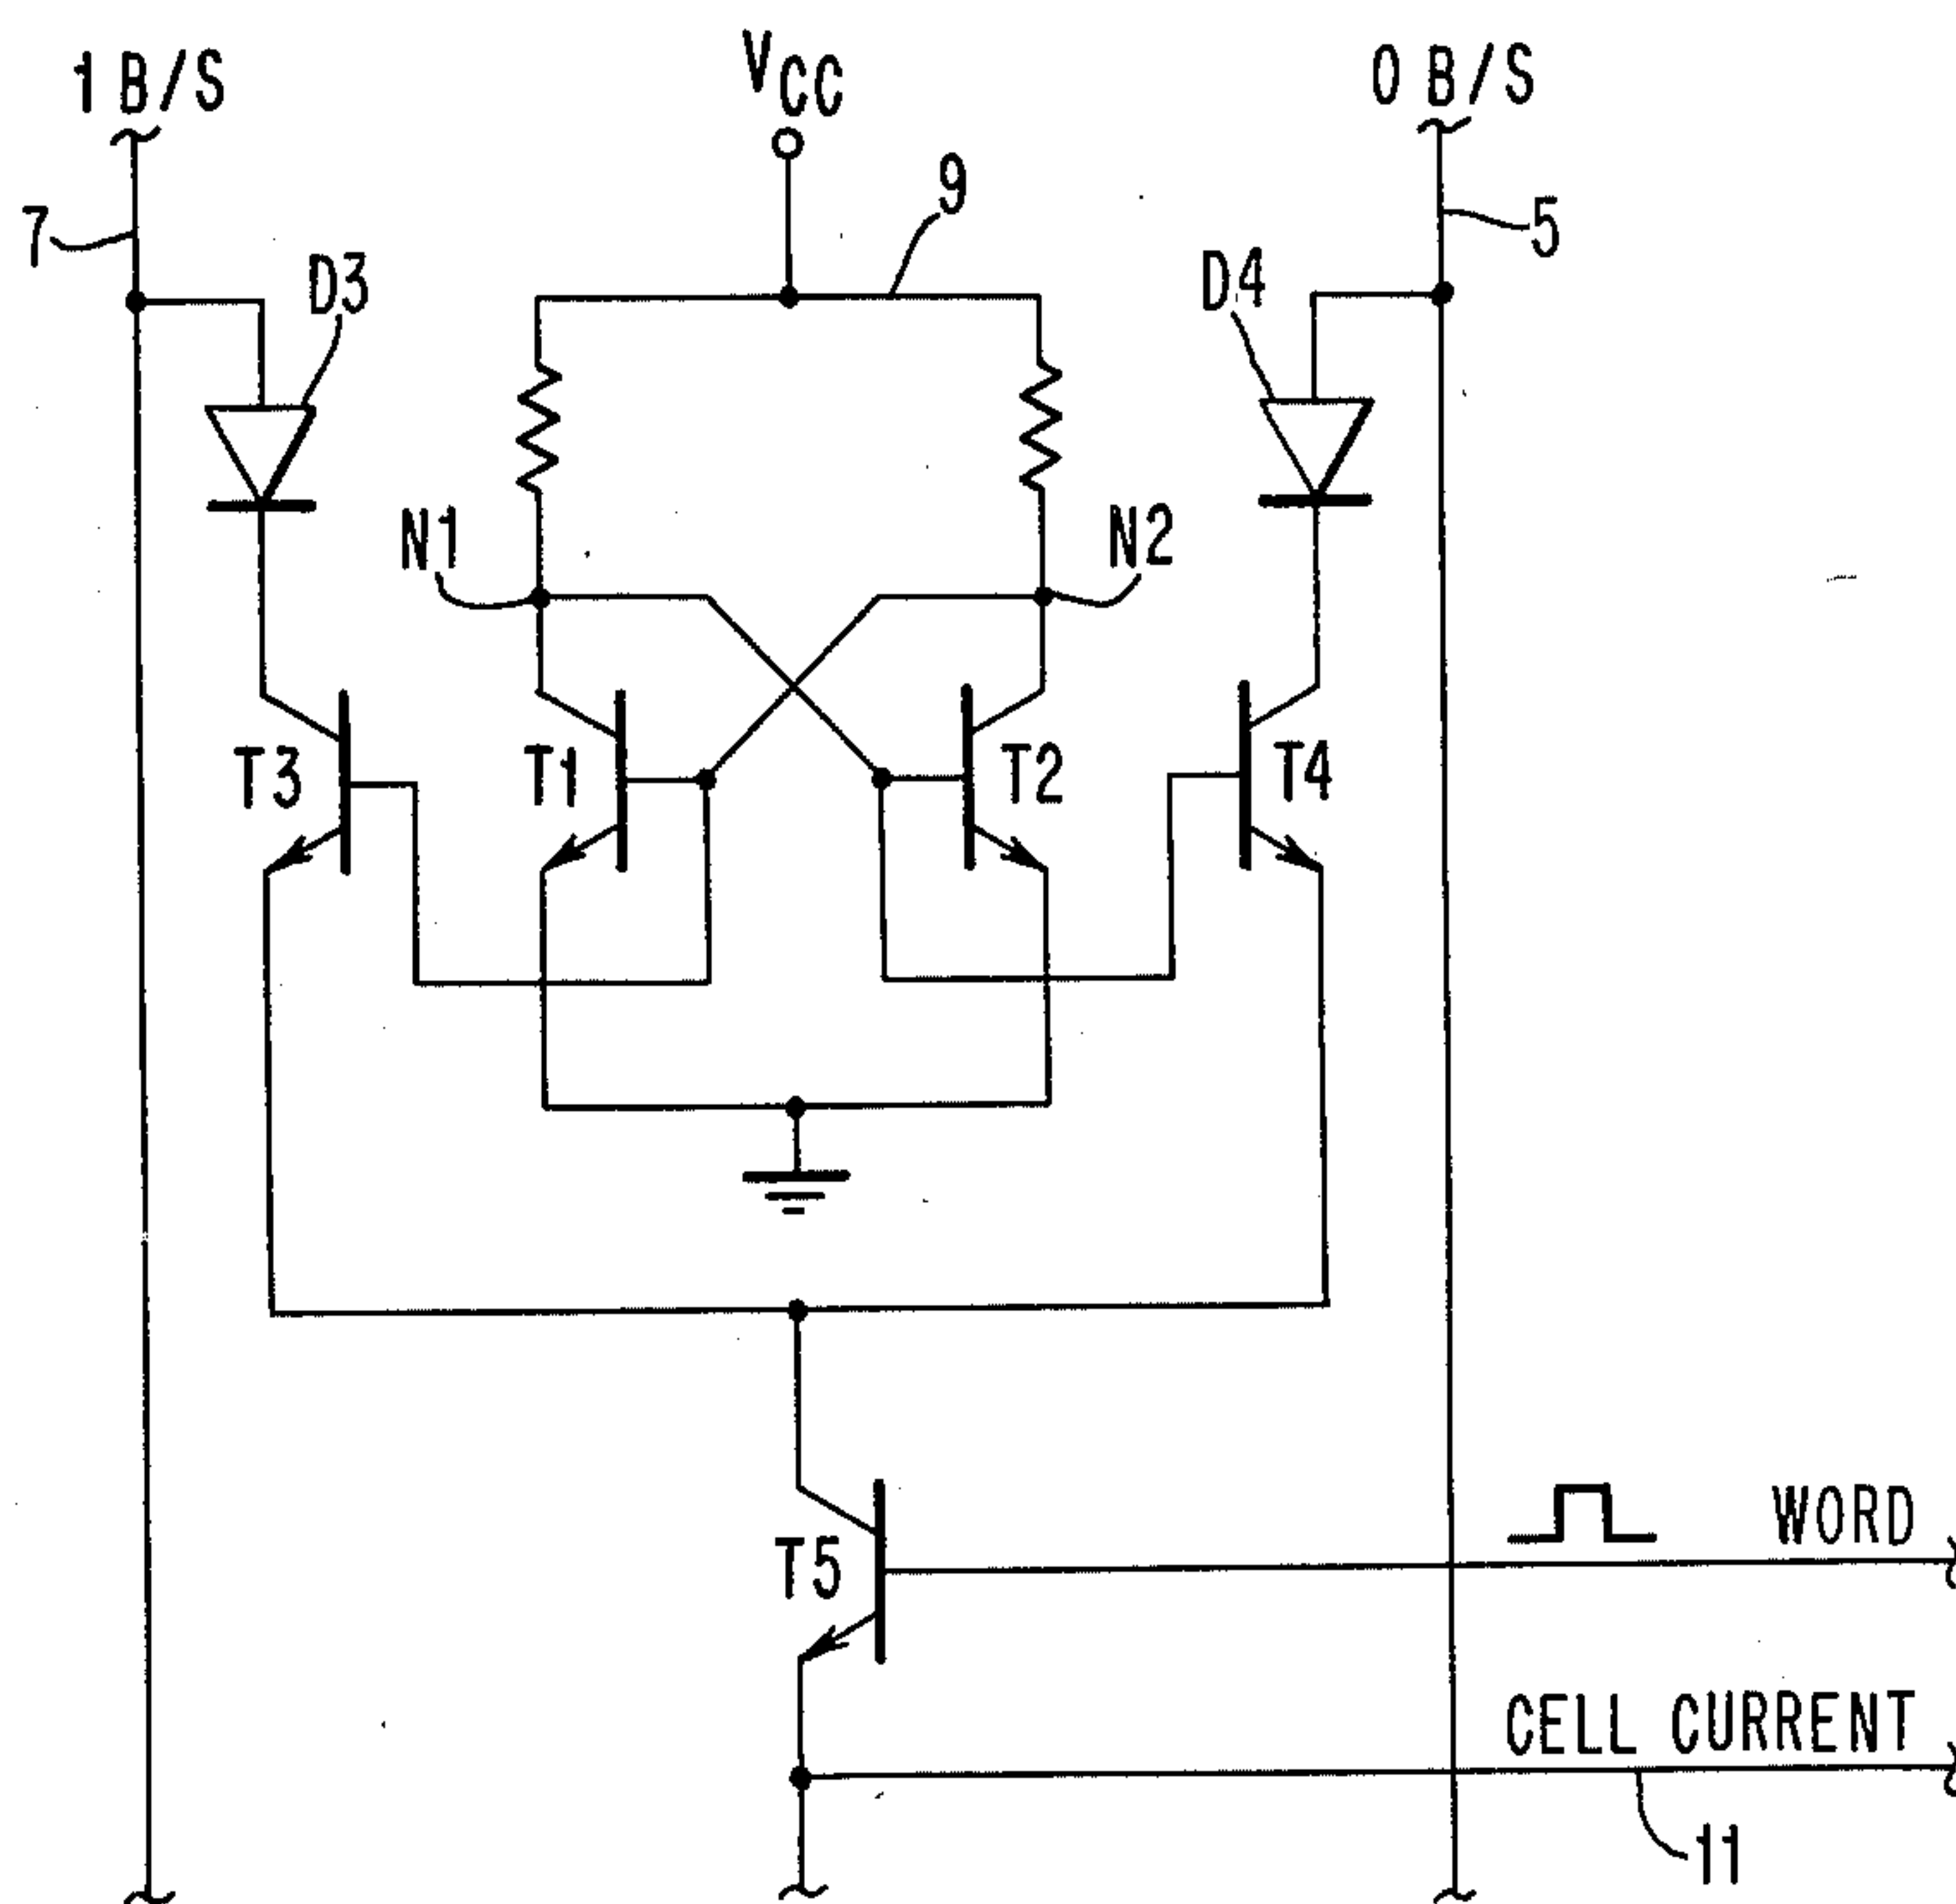 1 B/S
VCC
0 B/S
7
9
5
D3
D4
N1
N2
T3
T1
T2
T4
T5
WORD
CELL CURRENT
11